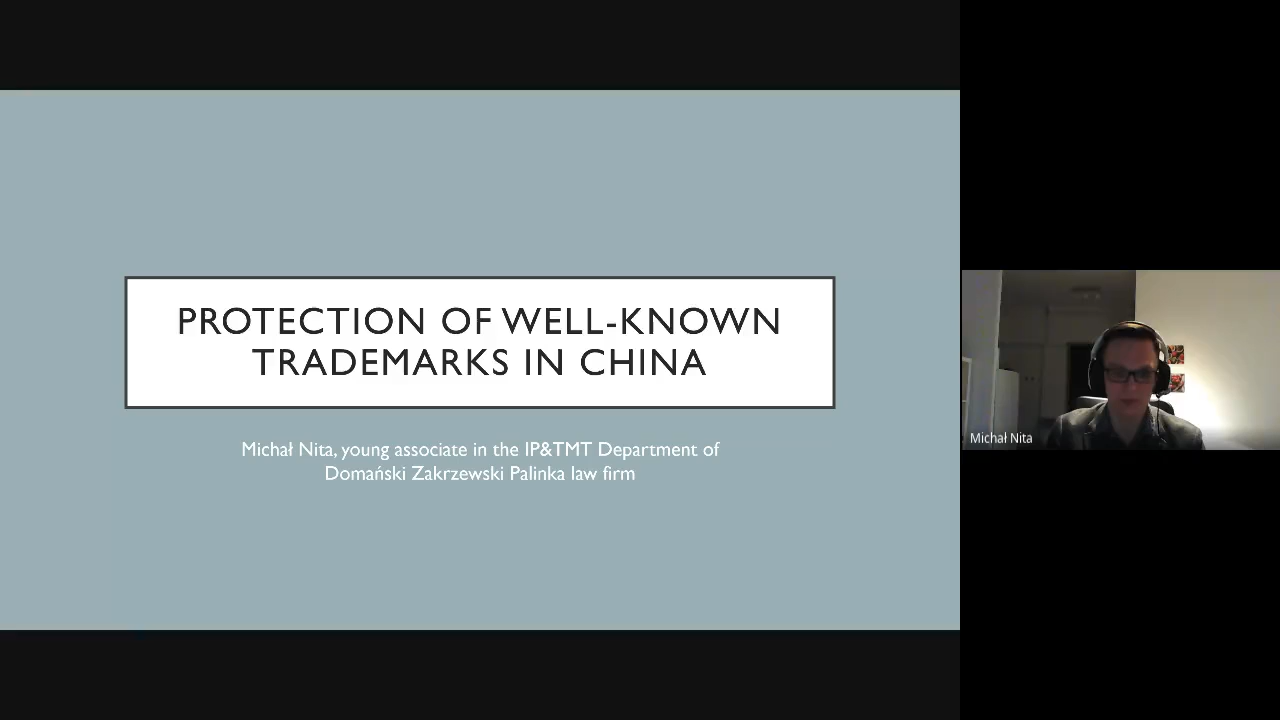 PROTECTION OF WELL-KNOWN
TRADEMARKS IN CHINA
Michał Nita, young associate in the IP&TMT Department of
Domański Zakrzewski Palinka law firm
Michał Nita